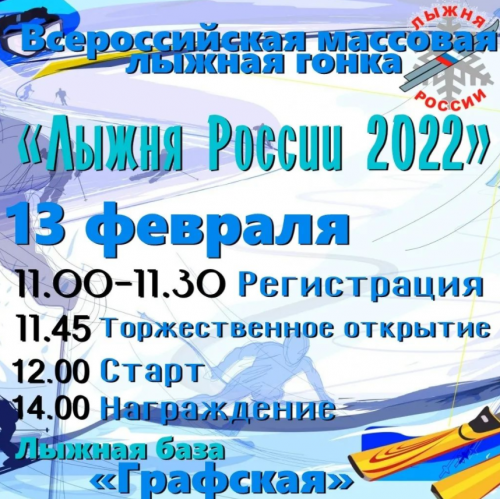 Всероссийская массовая
лыжная гонка
ЛЫЖНЯ
РОССИИ
«Лыжня России 2022»
13 февраля
11.00-11.30 Регистрация
11.45 Торжественное открытие
12.00 Старт
14.00 Награждение
Лыжная база
«Графская»